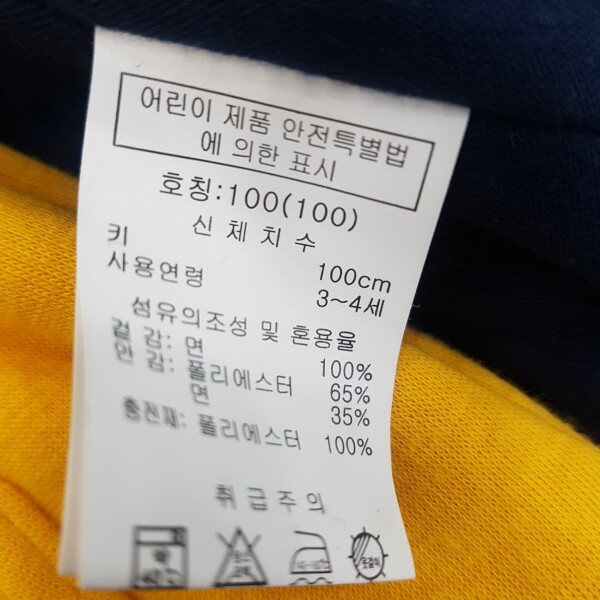 어린이 제품 안전특별법
에 의한 표시
호칭:100(100)
신 체 치 수
키 100cm
사용연령 3~4세
섬유의조성 및 혼용율
겉 감: 면 100%
안 감: 폴리에스터 65%
면 35%
충전재: 폴리에스터 100%
취 급 주 의